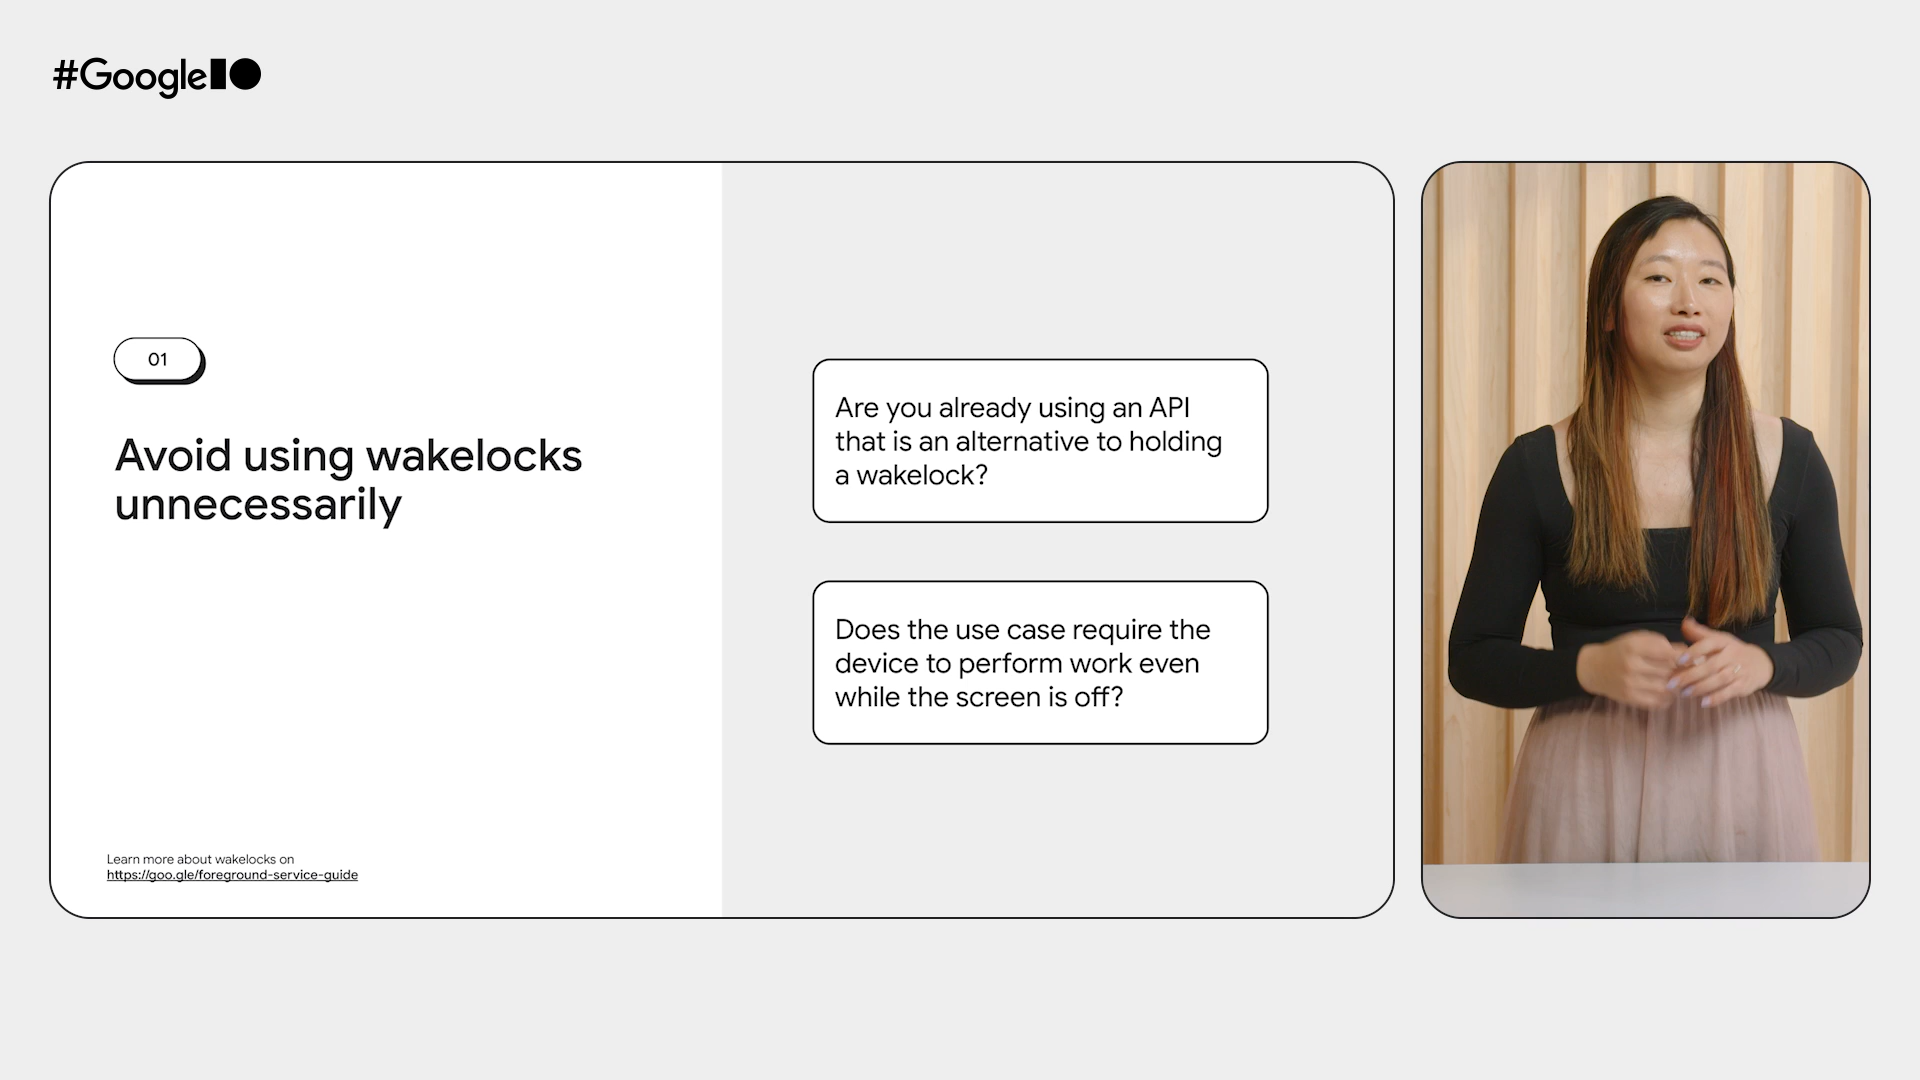 #GoogleIO
01
Avoid using wakelocks
unnecessarily
Learn more about wakelocks on
https://goo.gle/foreground-service-guide
Are you already using an API
that is an alternative to holding
a wakelock?
Does the use case require the
device to perform work even
while the screen is off?